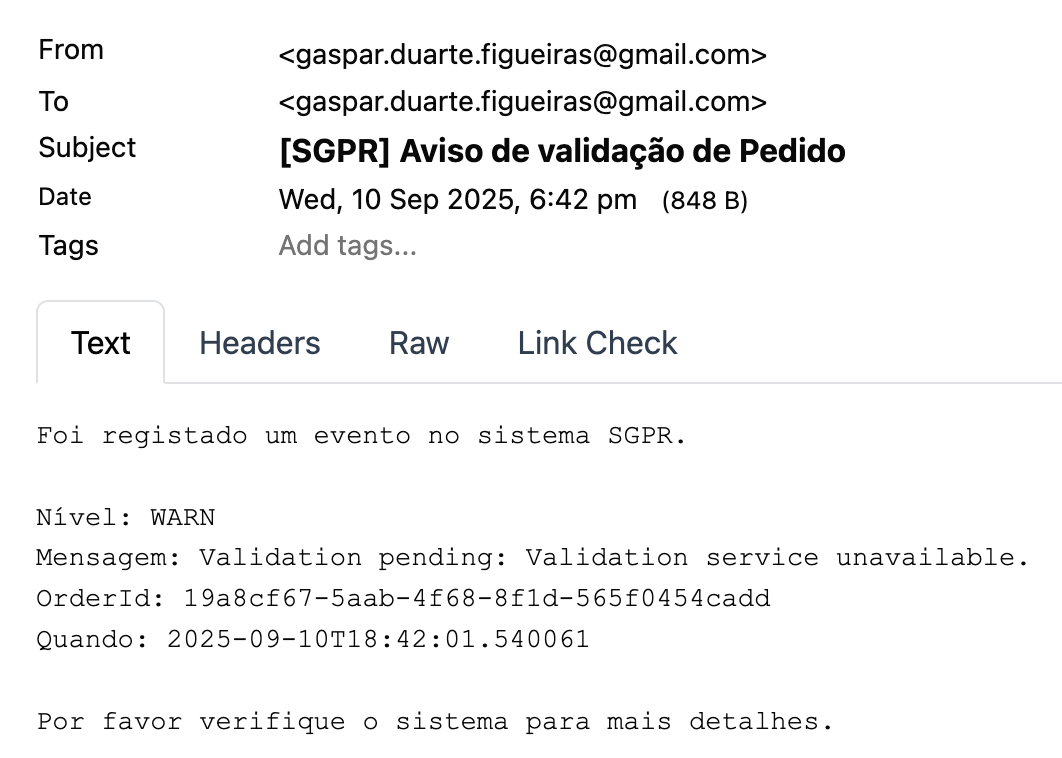 From <gaspar.duarte.figueiras@gmail.com>
To <gaspar.duarte.figueiras@gmail.com>
Subject [SGPR] Aviso de validação de Pedido
Date Wed, 10 Sep 2025, 6:42 pm (848 B)
Tags Add tags...
Text Headers Raw Link Check
Foi registado um evento no sistema SGPR.
Nível: WARN
Mensagem: Validation pending: Validation service unavailable.
OrderId: 19a8cf67-5aab-4f68-8f1d-565f0454cadd
Quando: 2025-09-10T18:42:01.540061
Por favor verifique o sistema para mais detalhes.